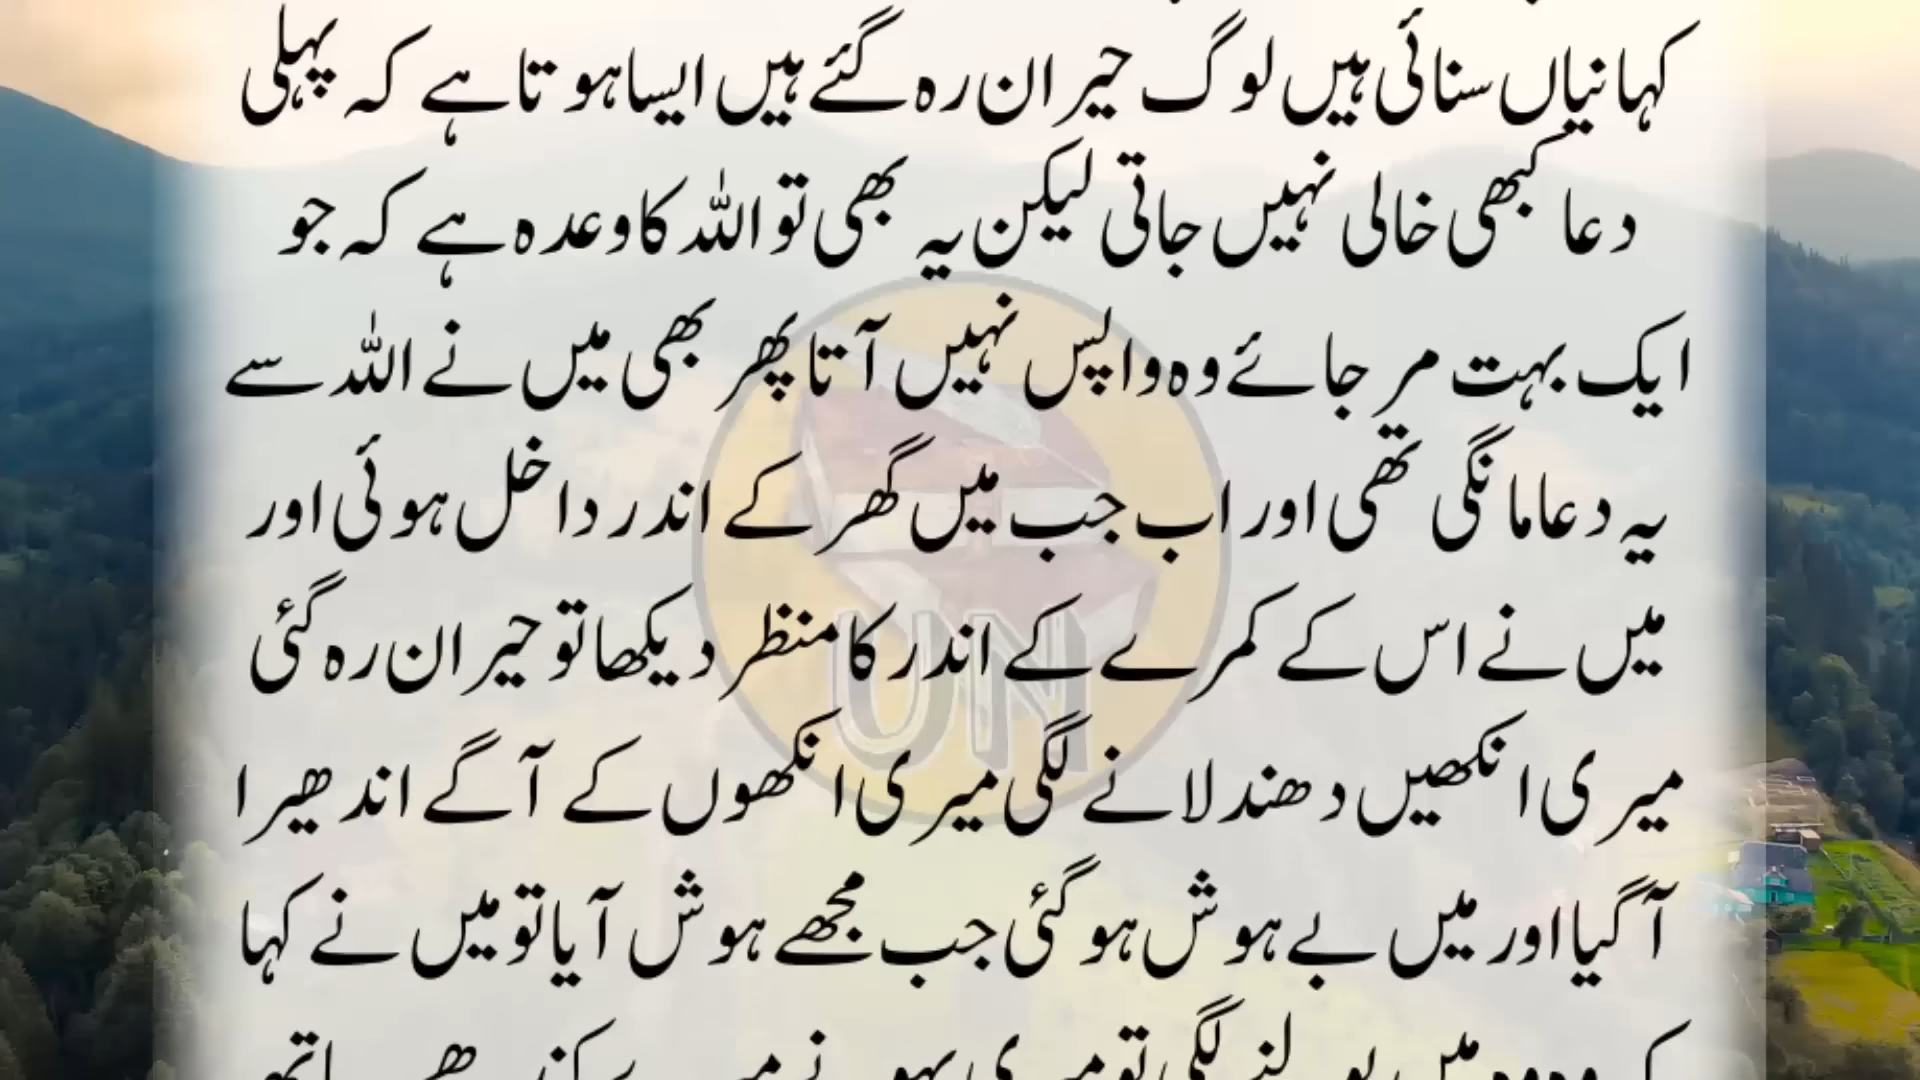 کہانیاں سنائی ہیں لوگ حیران رہ گئے ہیں ایسا ہوتا ہے کہ پہلی
دعا کبھی خالی نہیں جاتی لیکن یہ بھی تو اللہ کا وعدہ ہے کہ جو
ایک بہت مر جائے وہ واپس نہیں آتا پھر بھی میں نے اللہ سے
یہ دعا مانگی تھی اور اب جب میں گھر کے اندر داخل ہوئی اور
میں نے اس کے کمرے کے اندر کا منظر دیکھا تو حیران رہ گئی
میری انکھیں دھندلانے لگی میری انکھوں کے آگے اندھیرا
آگیا اور میں بے ہوش ہو گئی جب مجھے ہوش آیا تو میں نے کہا
UN